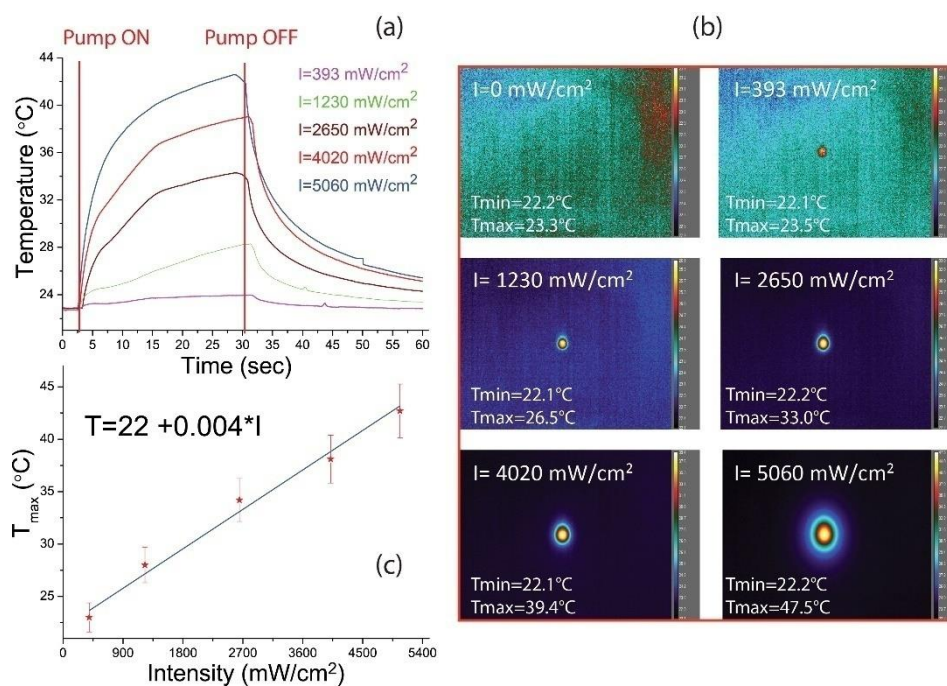 Pump ON
Pump OFF
(a)
(b)
44
40
36
32
28
24
Temperature (°C)
I=393 mW/cm²
I=1230 mW/cm²
I=2650 mW/cm²
I=4020 mW/cm²
I=5060 mW/cm²
0 5 10 15 20 25 30 35 40 45 50 55 60
Time (sec)
I=0 mW/cm²
Tmin=22.2°C
Tmax=23.3°C
I=393 mW/cm²
Tmin=22.1°C
Tmax=23.5°C
I= 1230 mW/cm²
Tmin=22.1°C
Tmax=26.5°C
I= 2650 mW/cm²
Tmin=22.2°C
Tmax=33.0°C
I= 4020 mW/cm²
Tmin=22.1°C
Tmax=39.4°C
I= 5060 mW/cm²
Tmin=22.2°C
Tmax=47.5°C
45
40
35
30
25
Tmax (°C)
T=22 +0.004*I
(c)
0 900 1800 2700 3600 4500 5400
Intensity (mW/cm²)